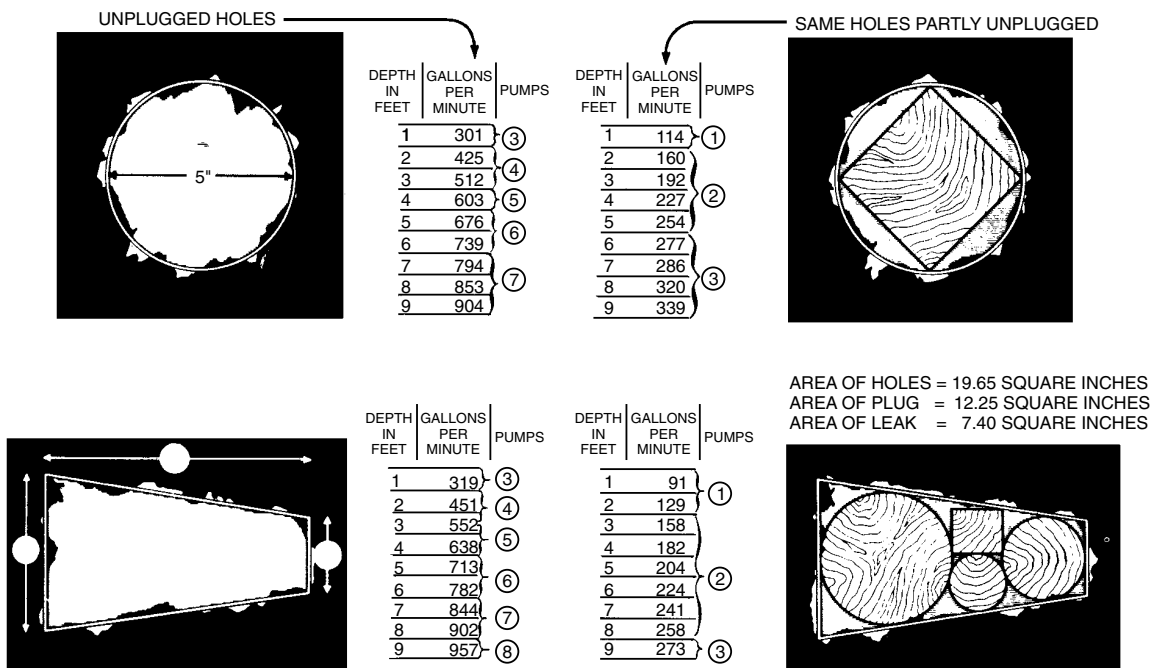 UNPLUGGED HOLES
SAME HOLES PARTLY UNPLUGGED
5"
DEPTH IN FEET GALLONS PER MINUTE PUMPS
1 301 3
2 425 4
3 512
4 603 5
5 676 6
6 739
7 794 7
8 853
9 904
DEPTH IN FEET GALLONS PER MINUTE PUMPS
1 114 1
2 160 2
3 192
4 227
5 254
6 277 3
7 286
8 320
9 339
AREA OF HOLES = 19.65 SQUARE INCHES
AREA OF PLUG = 12.25 SQUARE INCHES
AREA OF LEAK = 7.40 SQUARE INCHES
DEPTH IN FEET GALLONS PER MINUTE PUMPS
1 319 3
2 451 4
3 552 5
4 638
5 713 6
6 782
7 844 7
8 902
9 957 8
DEPTH IN FEET GALLONS PER MINUTE PUMPS
1 91 1
2 129
3 158 2
4 182
5 204
6 224
7 241
8 258
9 273 3